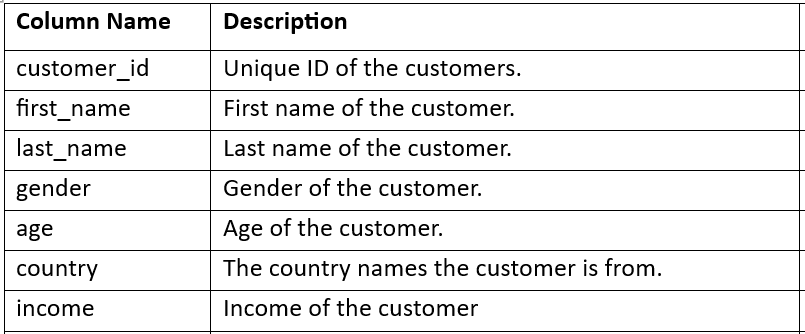 Column Name Description
customer_id Unique ID of the customers.
first_name First name of the customer.
last_name Last name of the customer.
gender Gender of the customer.
age Age of the customer.
country The country names the customer is from.
income Income of the customer